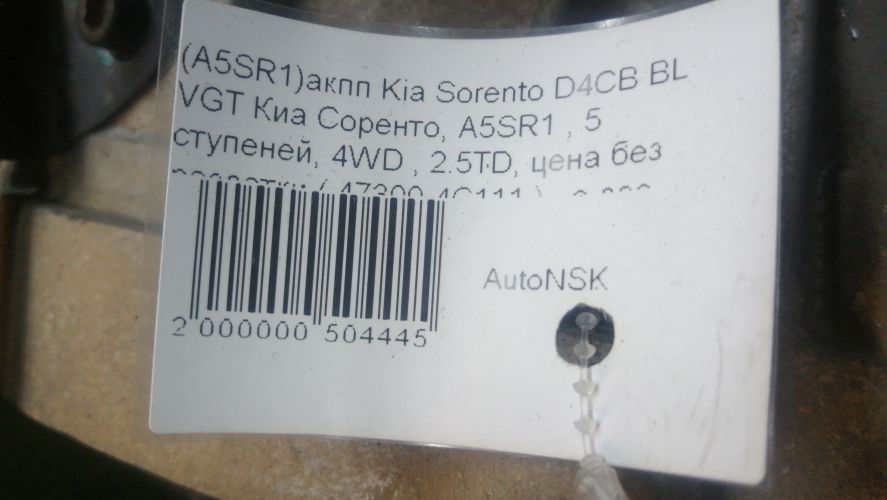 (A5SR1)акпп Kia Sorento D4CB BL
VGT Киа Соренто, A5SR1 , 5
ступеней, 4WD , 2.5TD, цена без
AutoNSK
2 000000 504445